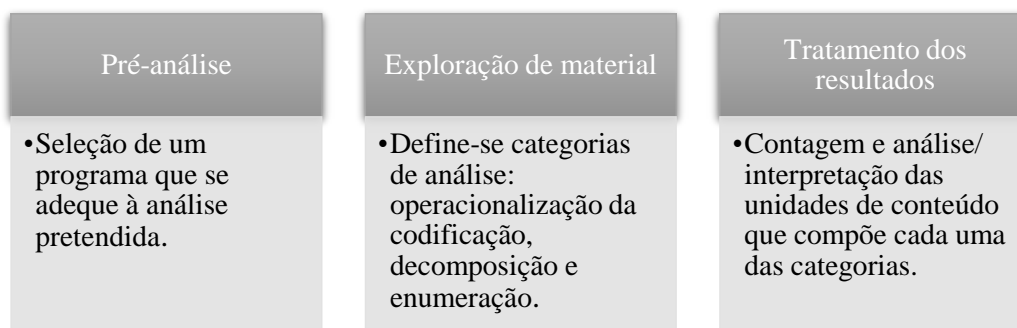 Pré-análise
•Seleção de um
programa que se
adeque à análise
pretendida.
Exploração de material
•Define-se categorias
de análise:
operacionalização da
codificação,
decomposição e
enumeração.
Tratamento dos
resultados
•Contagem e análise/
interpretação das
unidades de conteúdo
que compõe cada uma
das categorias.